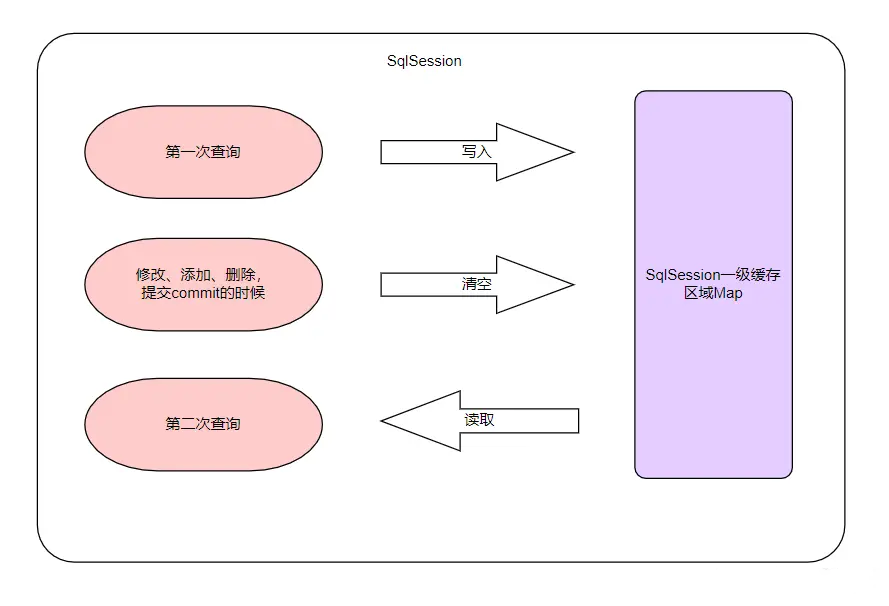 SqlSession
第一次查询
写入
修改、添加、删除，
提交commit的时候
清空
SqlSession一级缓存
区域Map
第二次查询
读取